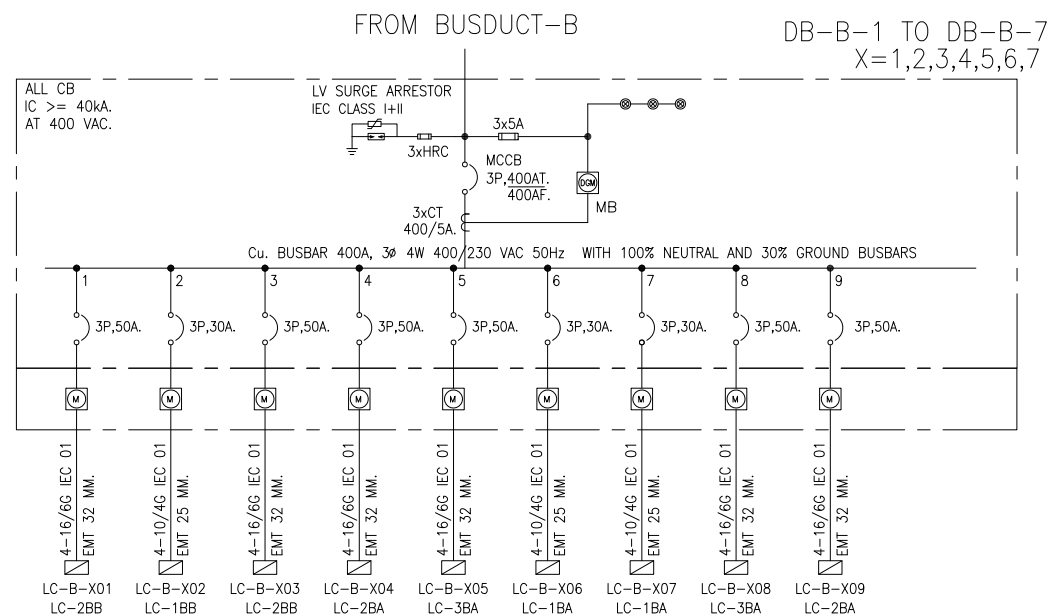 FROM BUSDUCT-B
DB-B-1 TO DB-B-7
X=1,2,3,4,5,6,7
ALL CB
IC >= 40kA.
AT 400 VAC.
LV SURGE ARRESTOR
IEC CLASS I+II
3xHRC
3x5A
MCCB
3P,400AT.
400AF.
DGM
MB
3xCT
400/5A.
Cu. BUSBAR 400A, 3ø 4W 400/230 VAC 50Hz WITH 100% NEUTRAL AND 30% GROUND BUSBARS
1 2 3 4 5 6 7 8 9
3P,50A. 3P,30A. 3P,50A. 3P,50A. 3P,50A. 3P,30A. 3P,30A. 3P,50A. 3P,50A.
M M M M M M M M M
4-16/6G IEC 01
EMT 32 MM.
4-10/4G IEC 01
EMT 25 MM.
4-16/6G IEC 01
EMT 32 MM.
4-16/6G IEC 01
EMT 32 MM.
4-16/6G IEC 01
EMT 32 MM.
4-10/4G IEC 01
EMT 25 MM.
4-10/4G IEC 01
EMT 25 MM.
4-16/6G IEC 01
EMT 32 MM.
4-16/6G IEC 01
EMT 32 MM.
LC-B-X01 LC-B-X02 LC-B-X03 LC-B-X04 LC-B-X05 LC-B-X06 LC-B-X07 LC-B-X08 LC-B-X09
LC-2BB LC-1BB LC-2BB LC-2BA LC-3BA LC-1BA LC-1BA LC-3BA LC-2BA